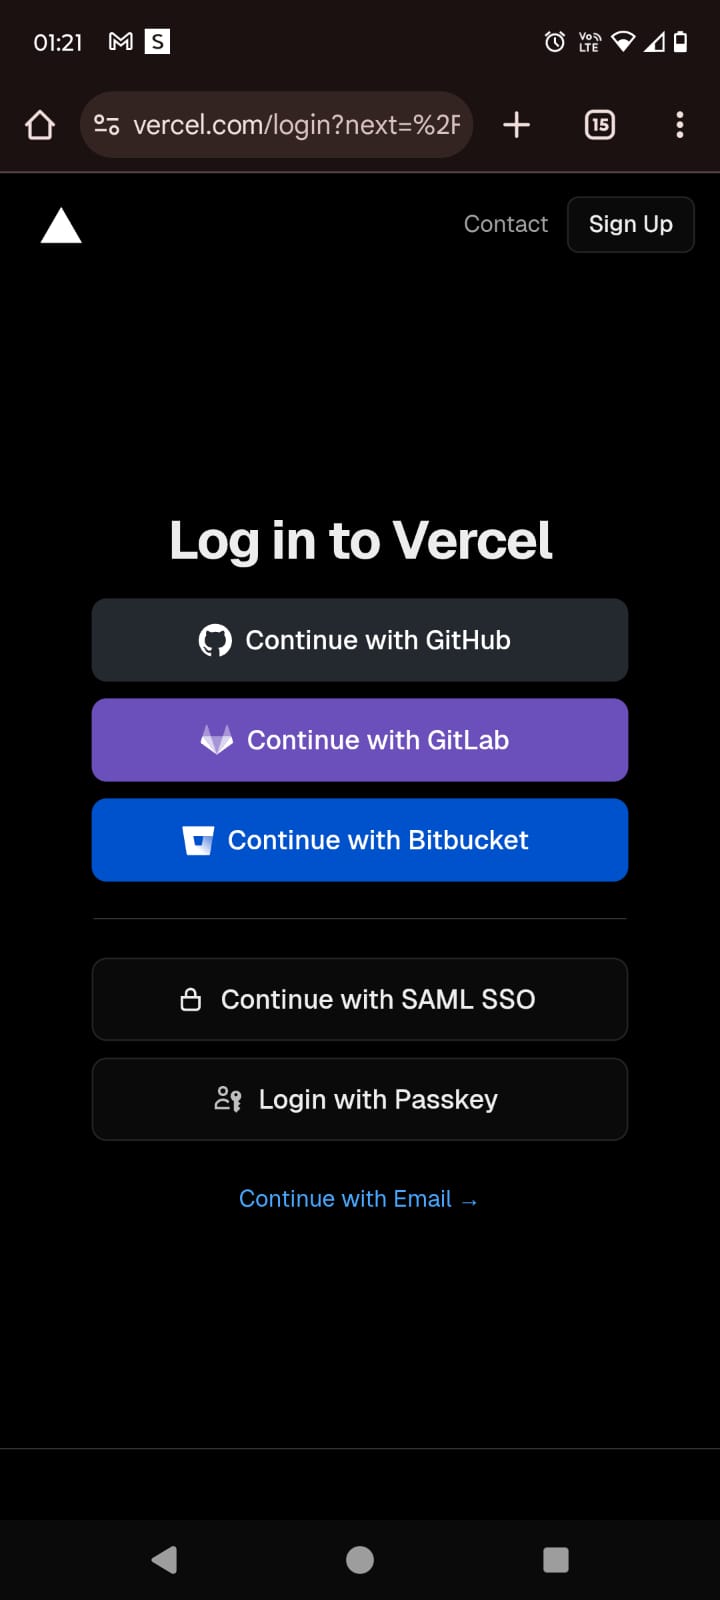 01:21 S Vo LTE
vercel.com/login?next=%2F 15
Contact Sign Up
Log in to Vercel
Continue with GitHub
Continue with GitLab
Continue with Bitbucket
Continue with SAML SSO
Login with Passkey
Continue with Email →